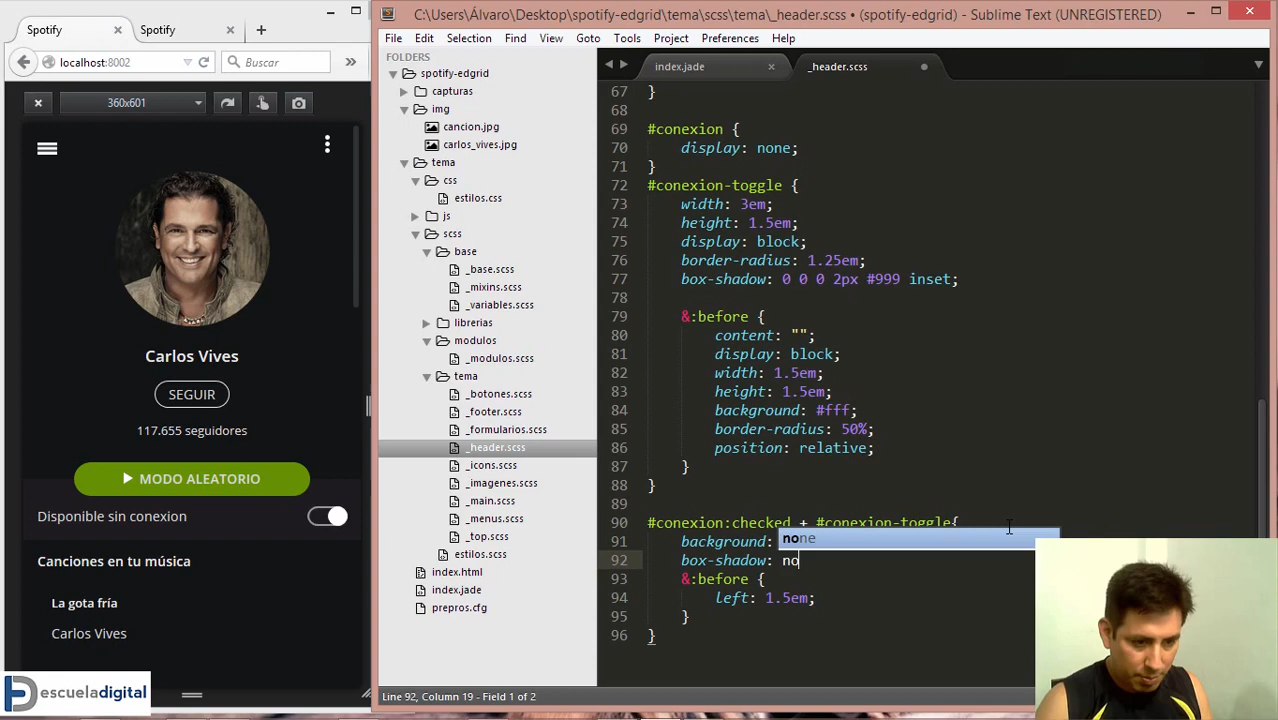 C:\Users\Álvaro\Desktop\spotify-edgrid\tema\scss\tema\_header.scss • (spotify-edgrid) - Sublime Text (UNREGISTERED)
Spotify
Spotify
localhost:8002
Buscar
360x601
Carlos Vives
SEGUIR
117.655 seguidores
MODO ALEATORIO
Disponible sin conexion
Canciones en tu música
La gota fría
Carlos Vives
escueladigital
File Edit Selection Find View Goto Tools Project Preferences Help
FOLDERS
spotify-edgrid
capturas
img
cancion.jpg
carlos_vives.jpg
tema
css
estilos.css
js
scss
base
_base.scss
_mixins.scss
_variables.scss
librerias
modulos
_modulos.scss
tema
_botones.scss
_footer.scss
_formularios.scss
_header.scss
_icons.scss
_imagenes.scss
_main.scss
_menus.scss
_top.scss
estilos.scss
index.html
index.jade
prepros.cfg
index.jade
_header.scss
67 }
68
69 #conexion {
70 display: none;
71 }
72 #conexion-toggle {
73 width: 3em;
74 height: 1.5em;
75 display: block;
76 border-radius: 1.25em;
77 box-shadow: 0 0 0 2px #999 inset;
78
79 &:before {
80 content: "";
81 display: block;
82 width: 1.5em;
83 height: 1.5em;
84 background: #fff;
85 border-radius: 50%;
86 position: relative;
87 }
88 }
89
90 #conexion:checked + #conexion-toggle{
91 background:
none
92 box-shadow: no
93 &:before {
94 left: 1.5em;
95 }
96 }
Line 92, Column 19 - Field 1 of 2